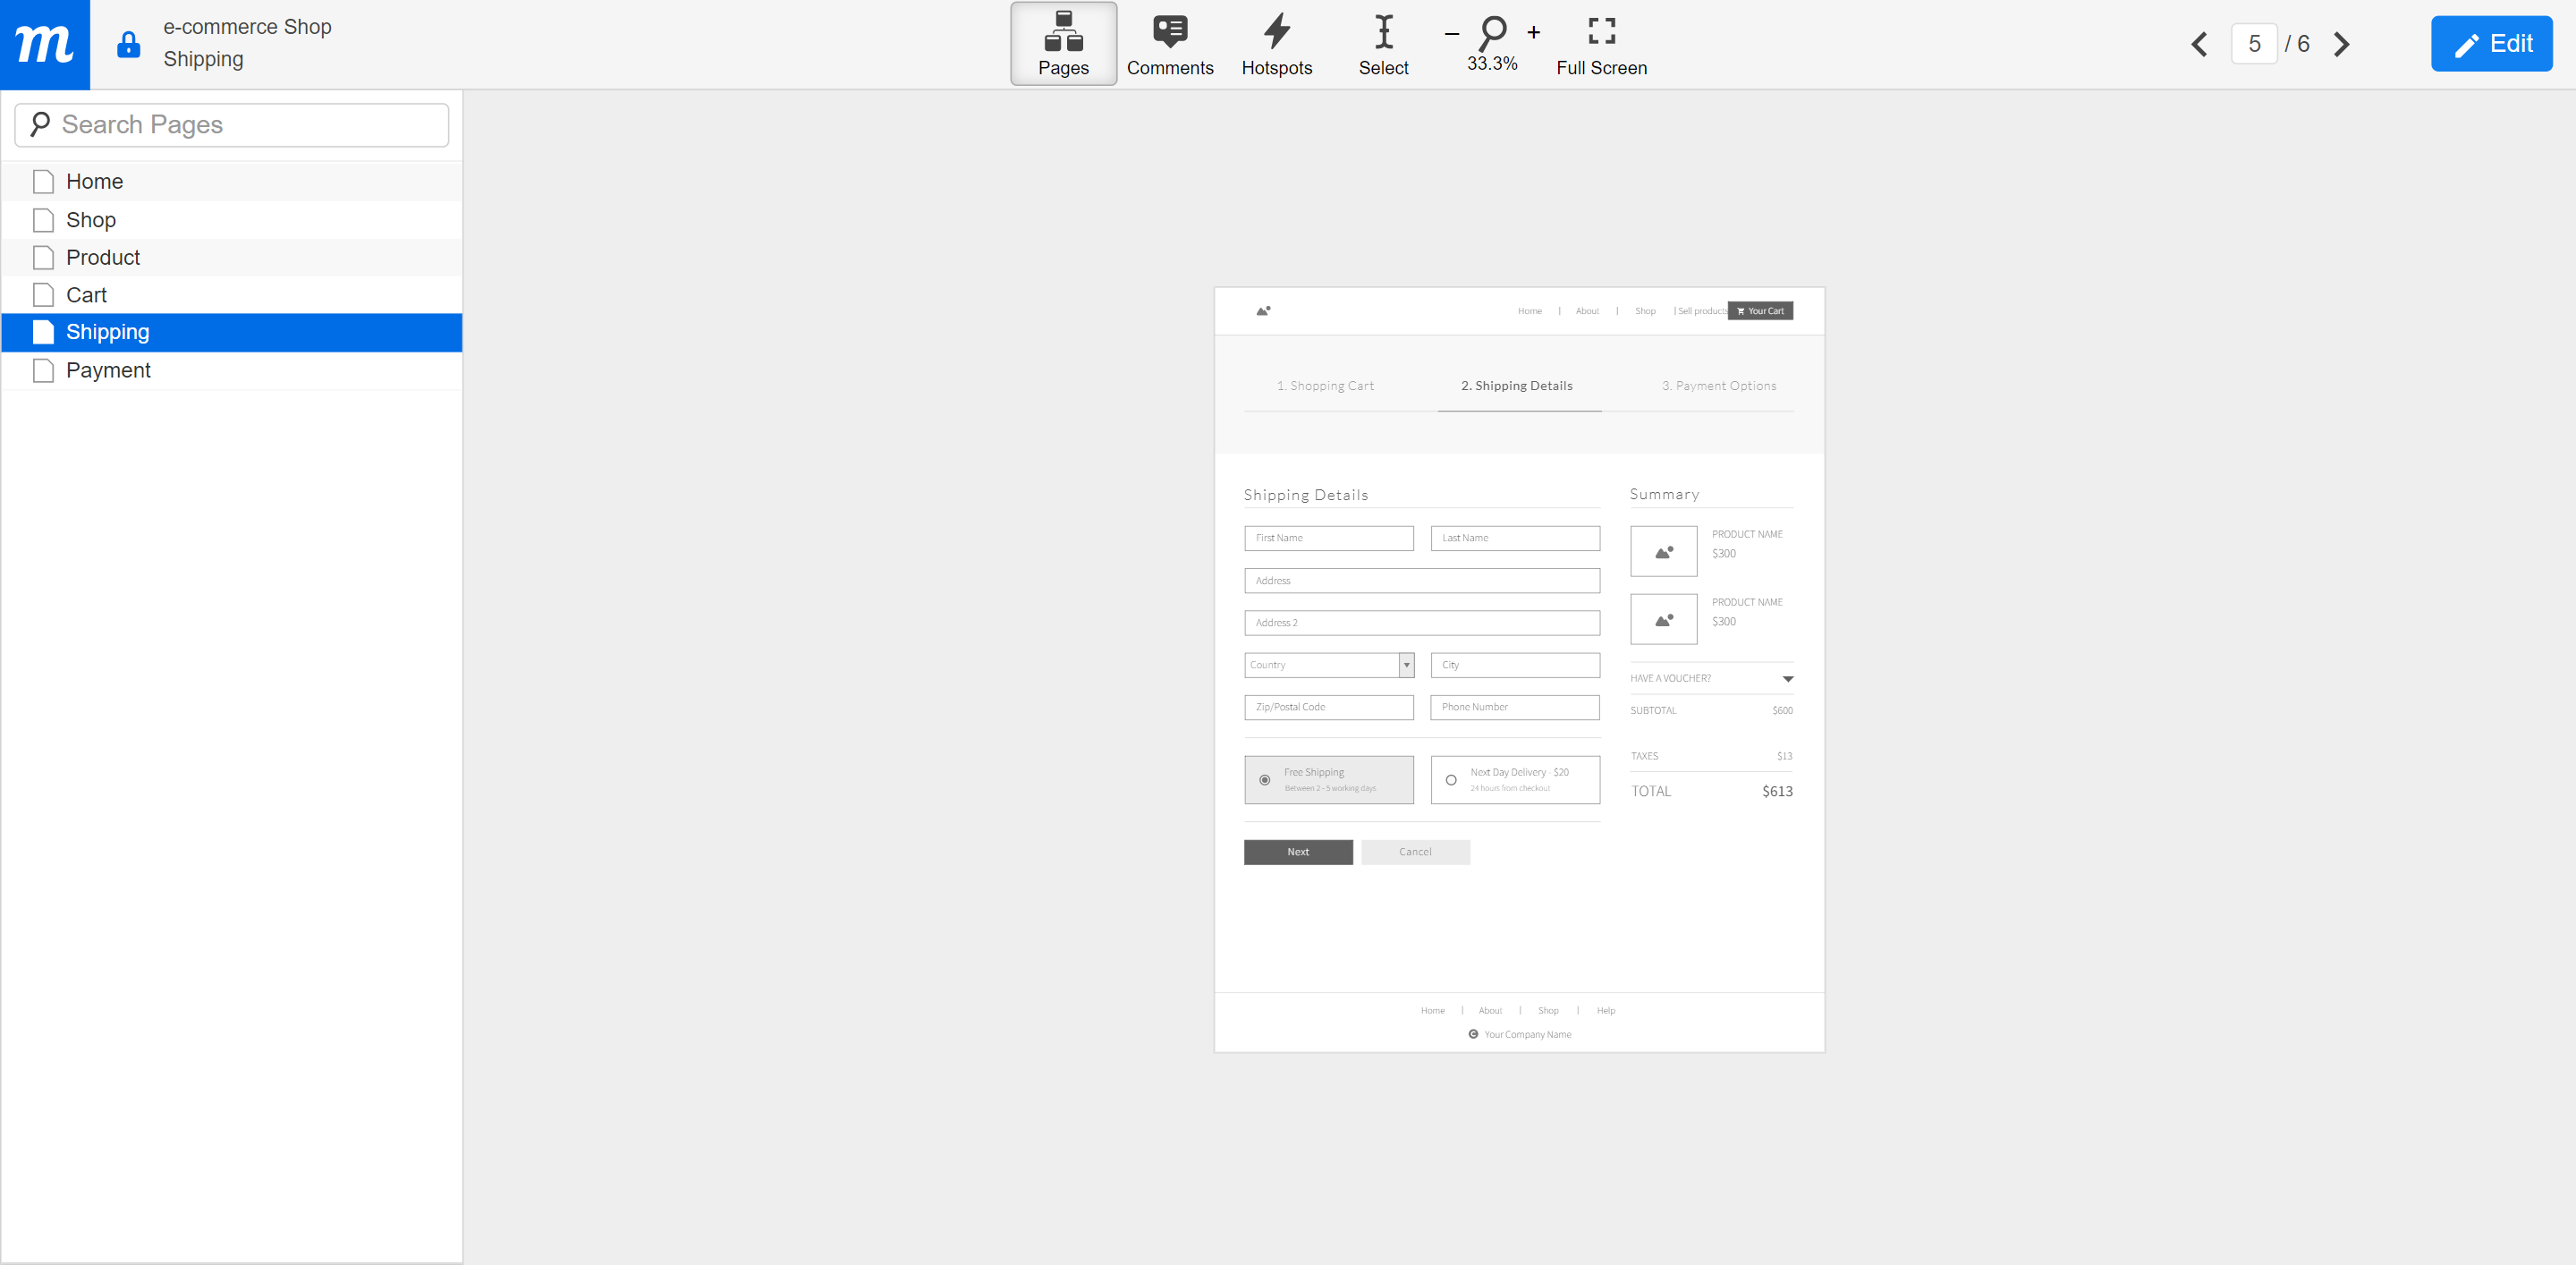 m
e-commerce Shop
Shipping
Pages
Comments
Hotspots
Select
33.3%
Full Screen
5 / 6
Edit
Search Pages
Home
Shop
Product
Cart
Shipping
Payment
Home | About | Shop | Sell products Your Cart
1. Shopping Cart
2. Shipping Details
3. Payment Options
Shipping Details
First Name
Last Name
Address
Address 2
Country
City
Zip/Postal Code
Phone Number
Free Shipping
Between 2 - 5 working days
Next Day Delivery - $20
24 hours from checkout
Next
Cancel
Summary
PRODUCT NAME
$300
PRODUCT NAME
$300
HAVE A VOUCHER?
SUBTOTAL $600
TAXES $13
TOTAL $613
Home | About | Shop | Help
© Your Company Name